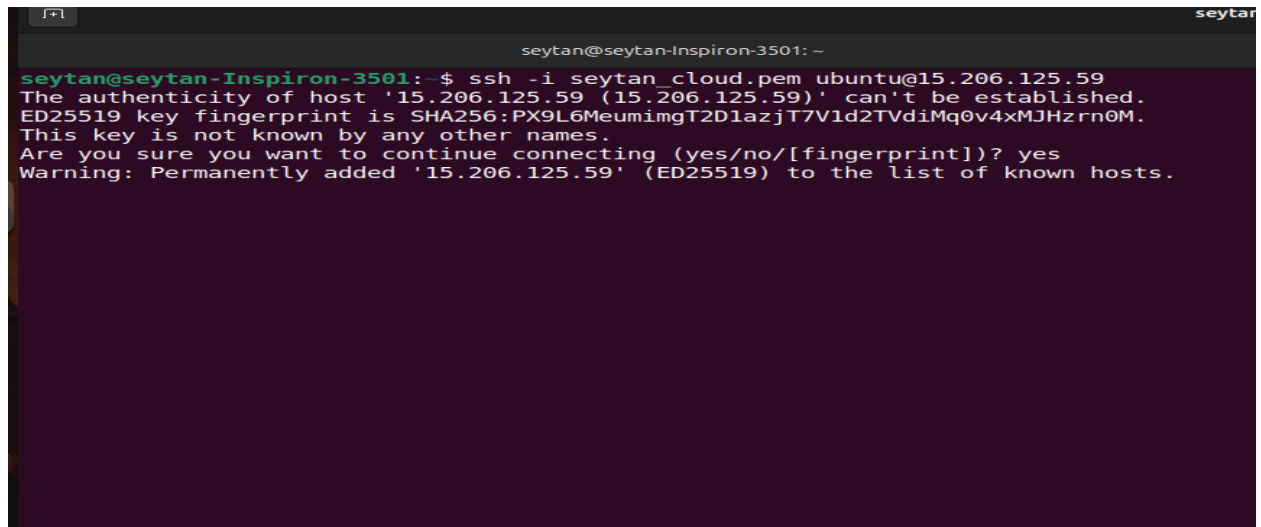 seytan
seytan@seytan-Inspiron-3501: ~
seytan@seytan-Inspiron-3501:~$ ssh -i seytan_cloud.pem ubuntu@15.206.125.59
The authenticity of host '15.206.125.59 (15.206.125.59)' can't be established.
ED25519 key fingerprint is SHA256:PX9L6MeumimgT2D1azjT7V1d2TVdiMq0v4xMJHzrn0M.
This key is not known by any other names.
Are you sure you want to continue connecting (yes/no/[fingerprint])? yes
Warning: Permanently added '15.206.125.59' (ED25519) to the list of known hosts.